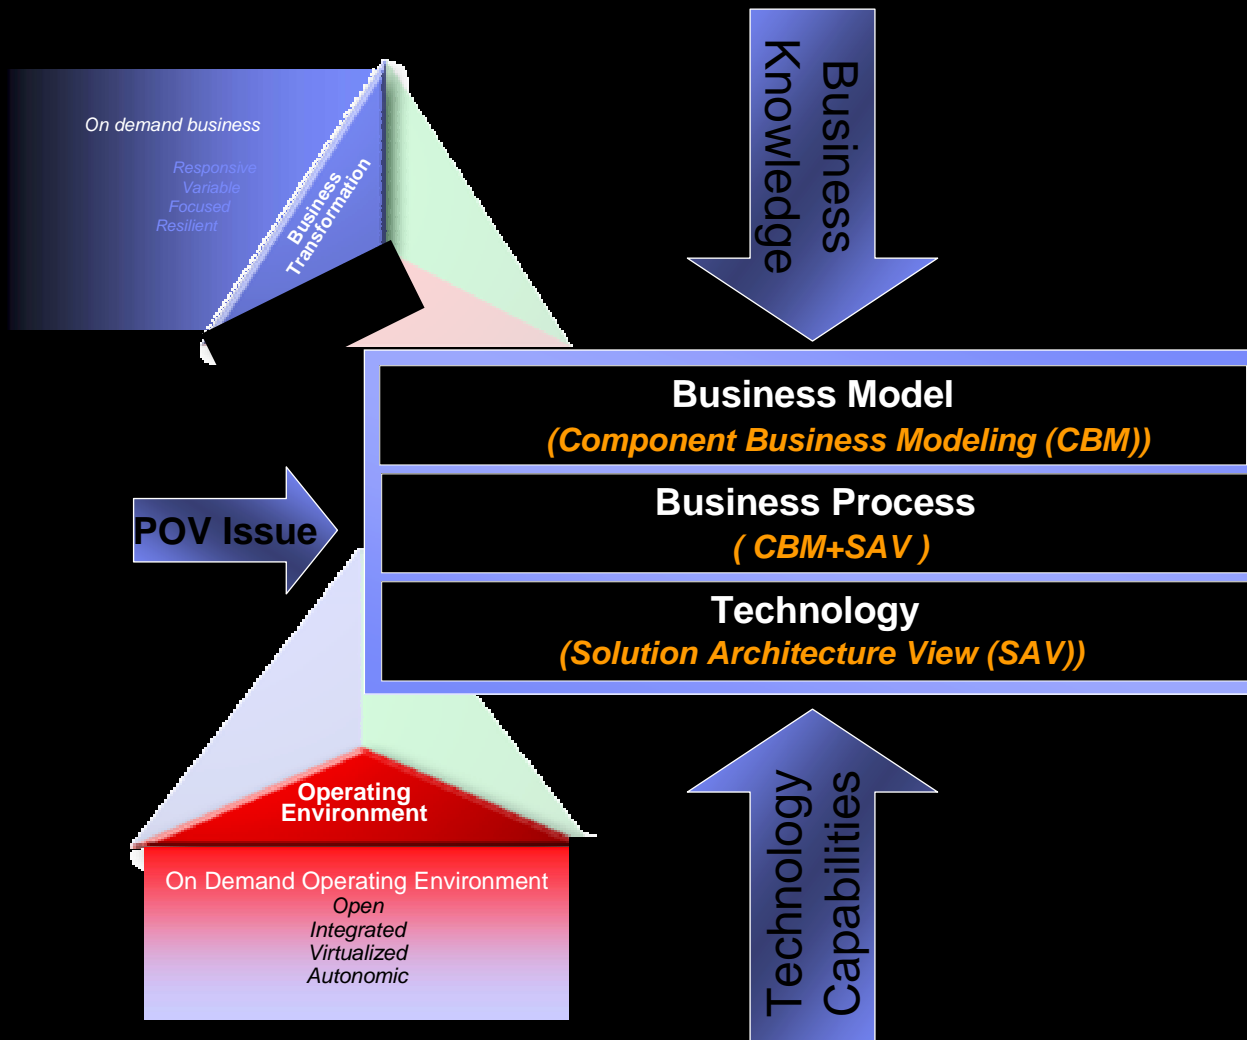 On demand business
Responsive
Variable
Focused
Resilient
Business
Transformation
Business
Knowledge
Business Model
(Component Business Modeling (CBM))
Business Process
( CBM+SAV )
Technology
(Solution Architecture View (SAV))
POV Issue
Operating
Environment
On Demand Operating Environment
Open
Integrated
Virtualized
Autonomic
Technology
Capabilities